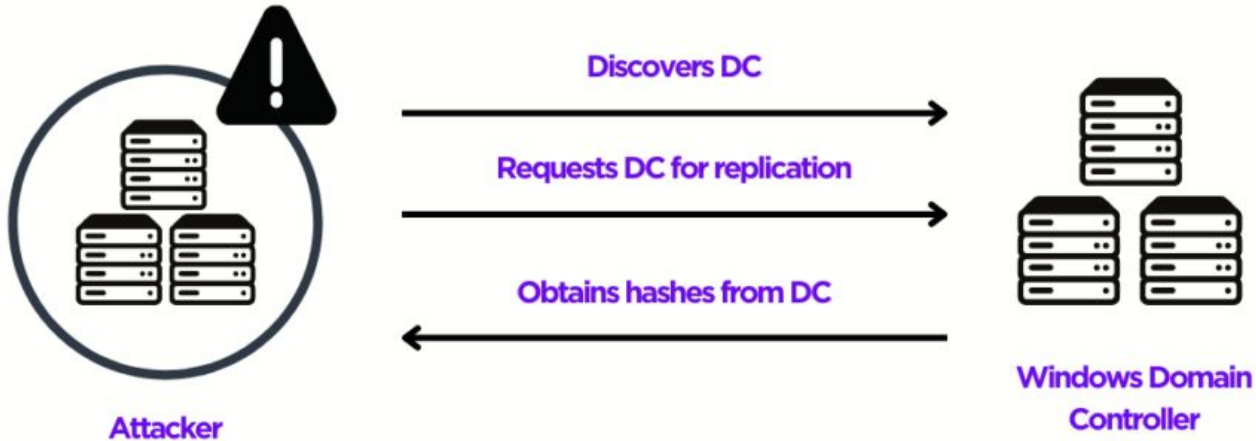 Discovers DC
Requests DC for replication
Obtains hashes from DC
Attacker
Windows Domain
Controller